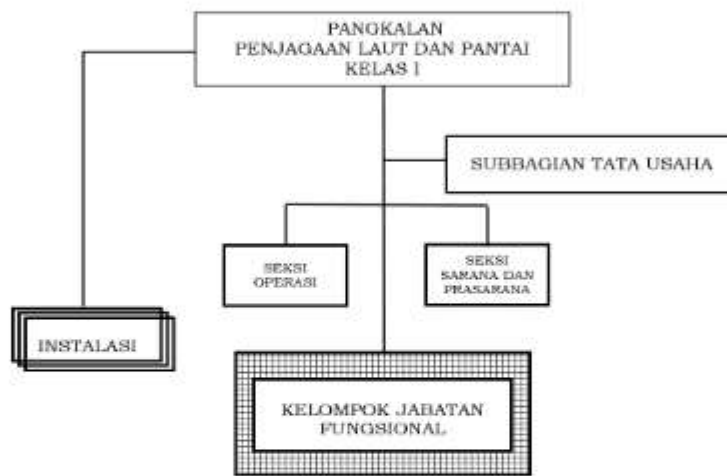 PANGKALAN
PENJAGAAN LAUT DAN PANTAI
KELAS I
SUBBAGIAN TATA USAHA
SEKSI
OPERASI
SEKSI
SARANA DAN
PRASARANA
INSTALASI
KELOMPOK JABATAN
FUNGSIONAL